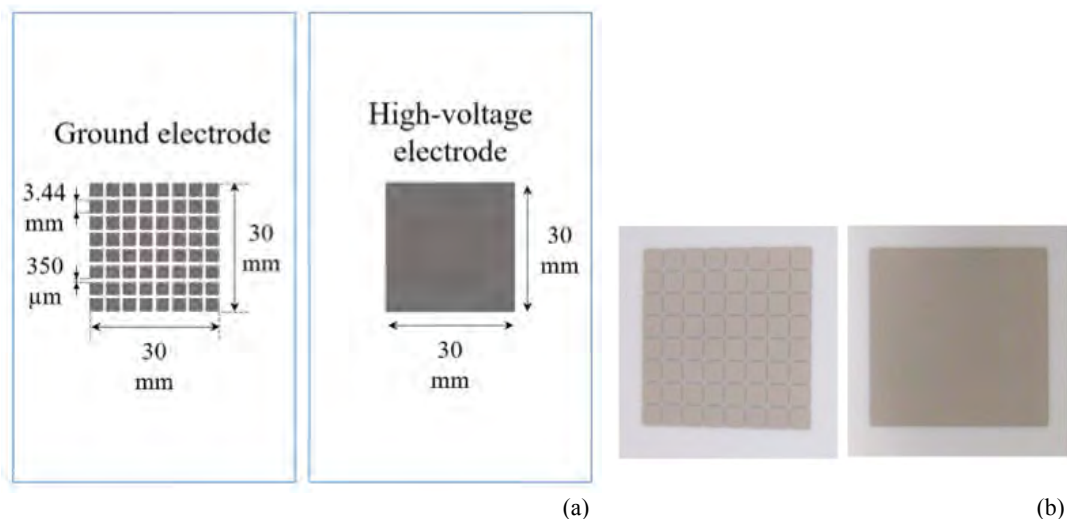 Ground electrode
3.44
mm
350
µm
30
mm
30
mm
High-voltage
electrode
30
mm
30
mm
(a)
(b)